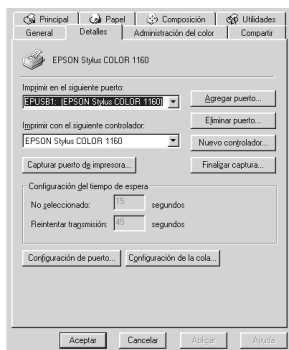 Principal Papel Composición Utilidades
General Detalles Administración del color Compartir
EPSON Stylus COLOR 1160
Imprimir en el siguiente puerto:
EPUSB1: (EPSON Stylus COLOR 1160) Agregar puerto...
Eliminar puerto...
Imprimir con el siguiente controlador:
EPSON Stylus COLOR 1160 Nuevo controlador...
Capturar puerto de impresora... Finalizar captura...
Configuración del tiempo de espera
No seleccionado: 15 segundos
Reintentar transmisión: 45 segundos
Configuración de puerto... Configuración de la cola...
Aceptar Cancelar Aplicar Ayuda